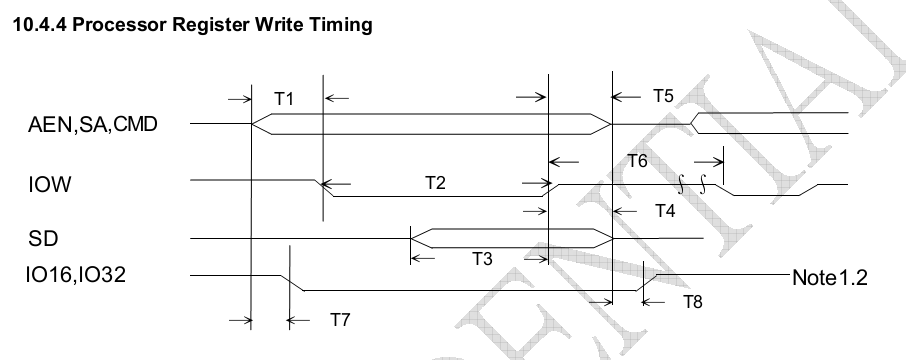 10.4.4 Processor Register Write Timing
T1
T5
AEN,SA,CMD
T6
IOW
T2
T4
SD
T3
IO16,IO32
Note1.2
T8
T7